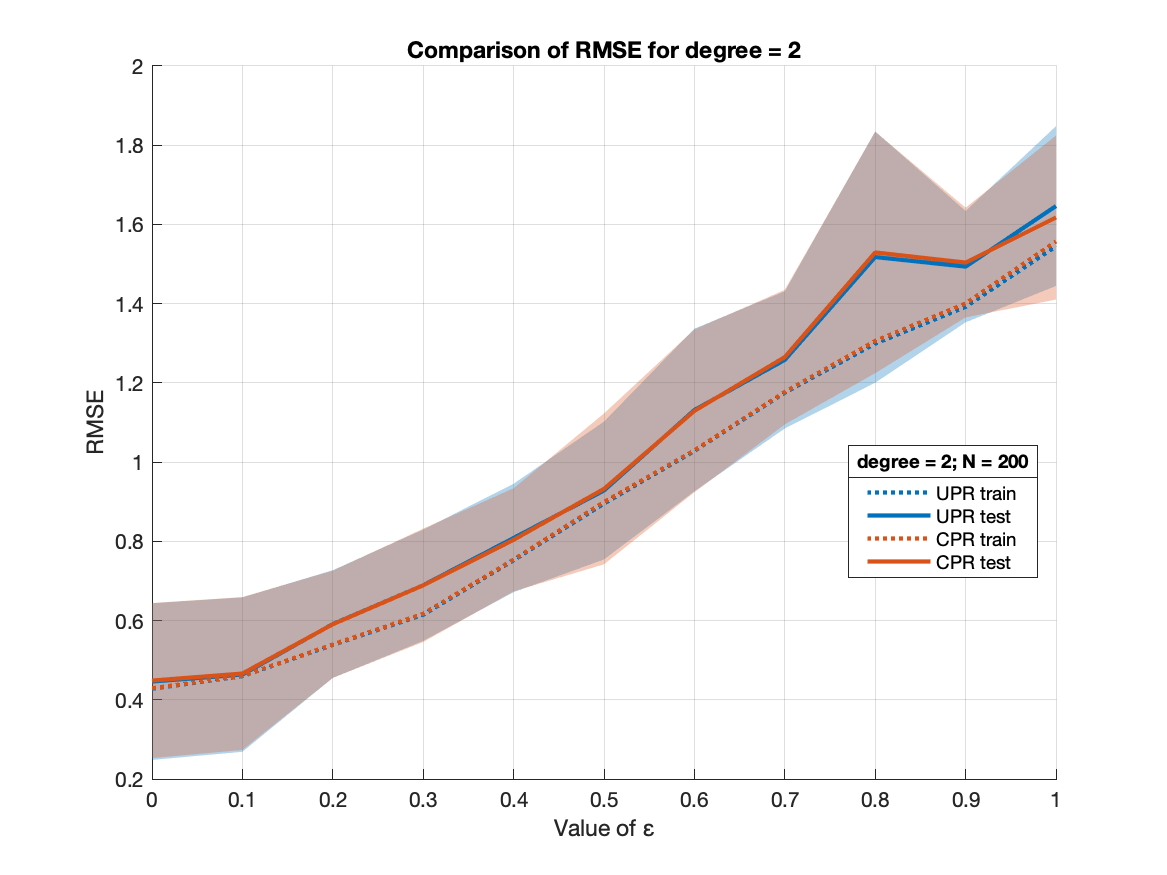 Comparison of RMSE for degree = 2
2
1.8
1.6
1.4
1.2
1
0.8
0.6
0.4
0.2
RMSE
degree = 2; N = 200
UPR train
UPR test
CPR train
CPR test
0 0.1 0.2 0.3 0.4 0.5 0.6 0.7 0.8 0.9 1
Value of ε